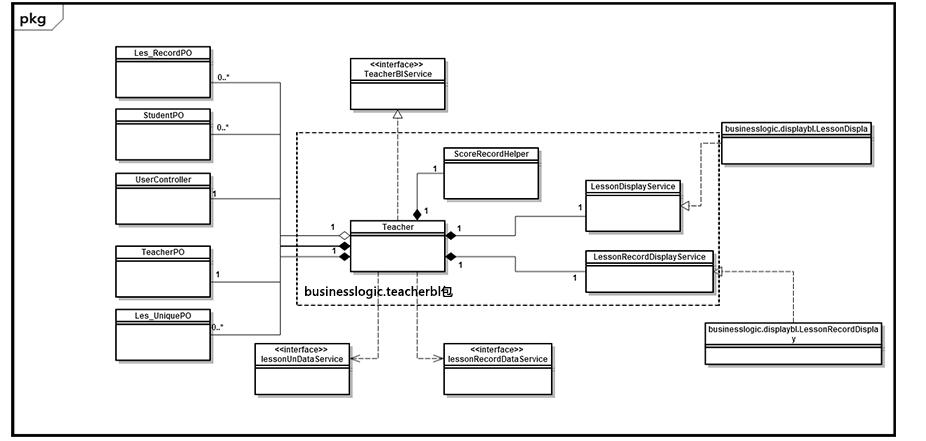 pkg
Les_RecordPO
0..*
StudentPO
0..*
UserController
1
TeacherPO
1
Les_UniquePO
0..*
<<interface>>
TeacherBlService
ScoreRecordHelper
1
1
Teacher
1
1
1
1
LessonDisplayService
1
LessonRecordDisplayService
1
businesslogic.teacherbl包
<<interface>>
lessonUnDataService
<<interface>>
lessonRecordDataService
businesslogic.displaybl.LessonDispla
businesslogic.displaybl.LessonRecordDispla
y